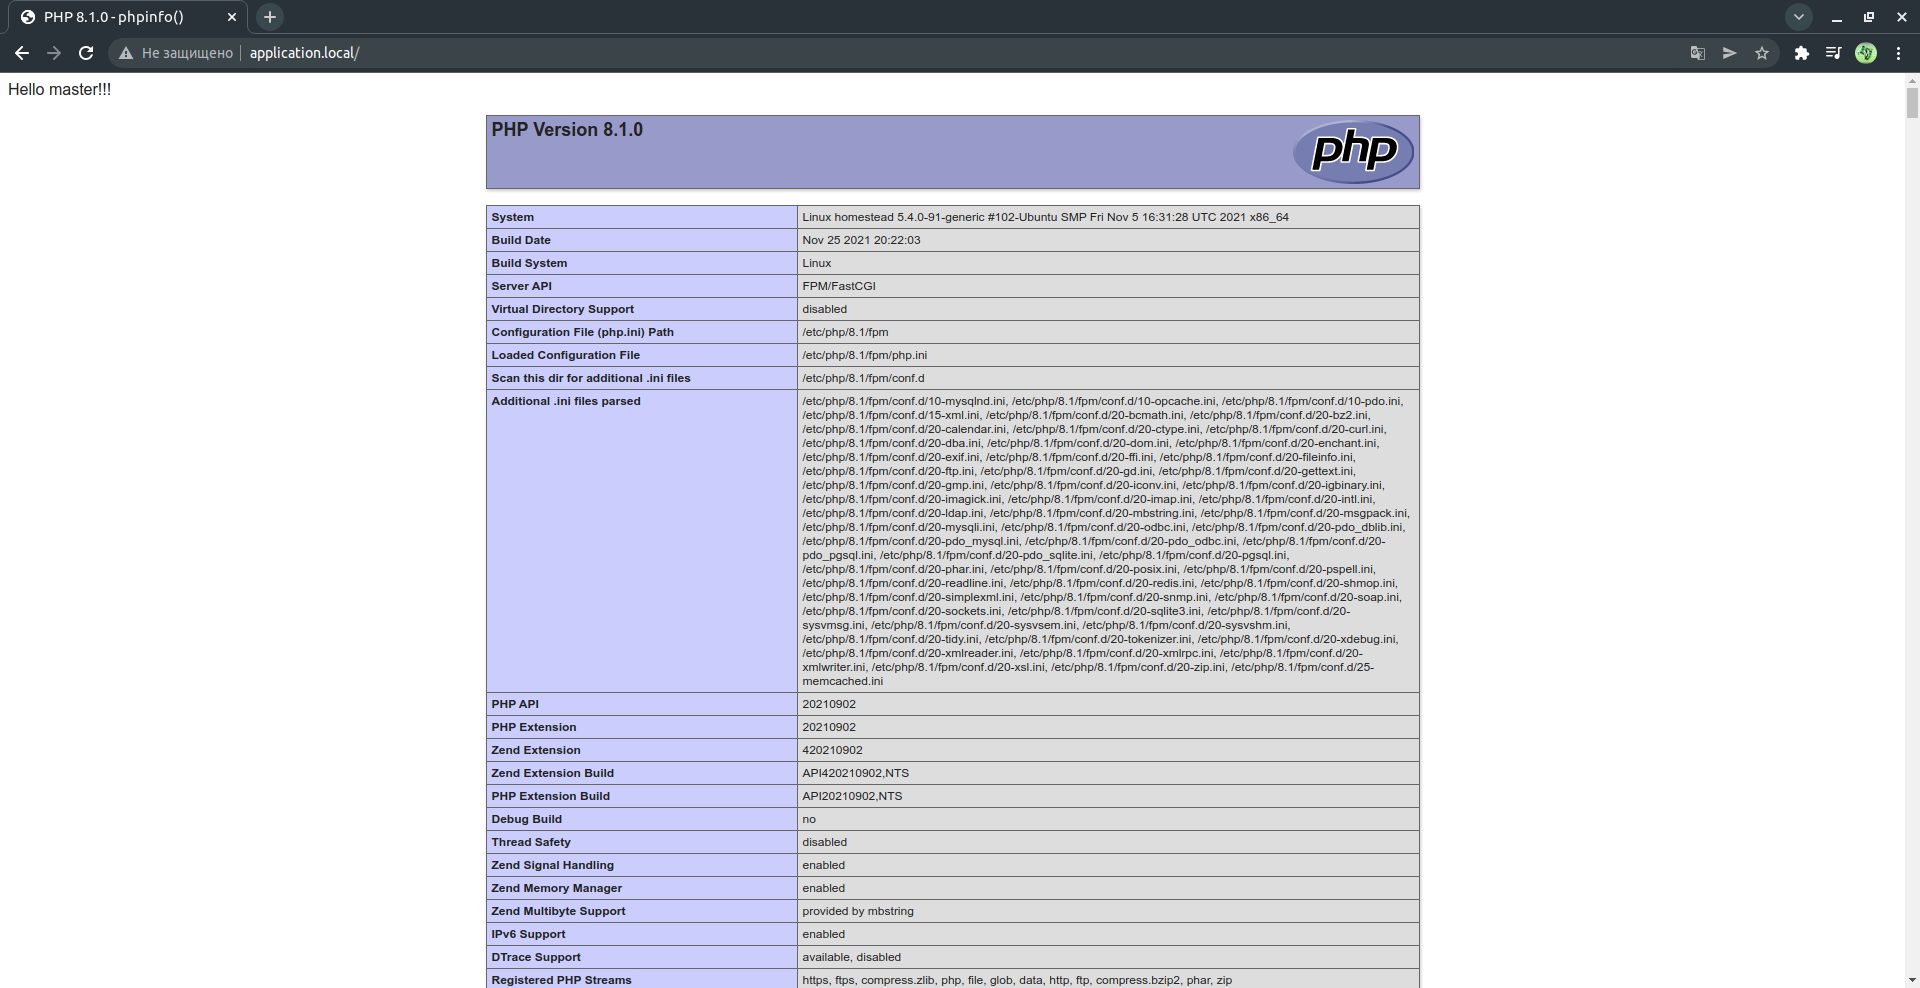 PHP 8.1.0 - phpinfo()
Не защищено application.local/
Hello master!!!
PHP Version 8.1.0
php
System Linux homestead 5.4.0-91-generic #102-Ubuntu SMP Fri Nov 5 16:31:28 UTC 2021 x86_64
Build Date Nov 25 2021 20:22:03
Build System Linux
Server API FPM/FastCGI
Virtual Directory Support disabled
Configuration File (php.ini) Path /etc/php/8.1/fpm
Loaded Configuration File /etc/php/8.1/fpm/php.ini
Scan this dir for additional .ini files /etc/php/8.1/fpm/conf.d
Additional .ini files parsed /etc/php/8.1/fpm/conf.d/10-mysqlnd.ini, /etc/php/8.1/fpm/conf.d/10-opcache.ini, /etc/php/8.1/fpm/conf.d/10-pdo.ini,
/etc/php/8.1/fpm/conf.d/15-xml.ini, /etc/php/8.1/fpm/conf.d/20-bcmath.ini, /etc/php/8.1/fpm/conf.d/20-bz2.ini,
/etc/php/8.1/fpm/conf.d/20-calendar.ini, /etc/php/8.1/fpm/conf.d/20-ctype.ini, /etc/php/8.1/fpm/conf.d/20-curl.ini,
/etc/php/8.1/fpm/conf.d/20-dba.ini, /etc/php/8.1/fpm/conf.d/20-dom.ini, /etc/php/8.1/fpm/conf.d/20-enchant.ini,
/etc/php/8.1/fpm/conf.d/20-exif.ini, /etc/php/8.1/fpm/conf.d/20-ffi.ini, /etc/php/8.1/fpm/conf.d/20-fileinfo.ini,
/etc/php/8.1/fpm/conf.d/20-ftp.ini, /etc/php/8.1/fpm/conf.d/20-gd.ini, /etc/php/8.1/fpm/conf.d/20-gettext.ini,
/etc/php/8.1/fpm/conf.d/20-gmp.ini, /etc/php/8.1/fpm/conf.d/20-iconv.ini, /etc/php/8.1/fpm/conf.d/20-igbinary.ini,
/etc/php/8.1/fpm/conf.d/20-imagick.ini, /etc/php/8.1/fpm/conf.d/20-imap.ini, /etc/php/8.1/fpm/conf.d/20-intl.ini,
/etc/php/8.1/fpm/conf.d/20-ldap.ini, /etc/php/8.1/fpm/conf.d/20-mbstring.ini, /etc/php/8.1/fpm/conf.d/20-msgpack.ini,
/etc/php/8.1/fpm/conf.d/20-mysqli.ini, /etc/php/8.1/fpm/conf.d/20-odbc.ini, /etc/php/8.1/fpm/conf.d/20-pdo_dblib.ini,
/etc/php/8.1/fpm/conf.d/20-pdo_mysql.ini, /etc/php/8.1/fpm/conf.d/20-pdo_odbc.ini, /etc/php/8.1/fpm/conf.d/20-
pdo_pgsql.ini, /etc/php/8.1/fpm/conf.d/20-pdo_sqlite.ini, /etc/php/8.1/fpm/conf.d/20-pgsql.ini,
/etc/php/8.1/fpm/conf.d/20-phar.ini, /etc/php/8.1/fpm/conf.d/20-posix.ini, /etc/php/8.1/fpm/conf.d/20-pspell.ini,
/etc/php/8.1/fpm/conf.d/20-readline.ini, /etc/php/8.1/fpm/conf.d/20-redis.ini, /etc/php/8.1/fpm/conf.d/20-shmop.ini,
/etc/php/8.1/fpm/conf.d/20-simplexml.ini, /etc/php/8.1/fpm/conf.d/20-snmp.ini, /etc/php/8.1/fpm/conf.d/20-soap.ini,
/etc/php/8.1/fpm/conf.d/20-sockets.ini, /etc/php/8.1/fpm/conf.d/20-sqlite3.ini, /etc/php/8.1/fpm/conf.d/20-
sysvmsg.ini, /etc/php/8.1/fpm/conf.d/20-sysvsem.ini, /etc/php/8.1/fpm/conf.d/20-sysvshm.ini,
/etc/php/8.1/fpm/conf.d/20-tidy.ini, /etc/php/8.1/fpm/conf.d/20-tokenizer.ini, /etc/php/8.1/fpm/conf.d/20-xdebug.ini,
/etc/php/8.1/fpm/conf.d/20-xmlreader.ini, /etc/php/8.1/fpm/conf.d/20-xmlrpc.ini, /etc/php/8.1/fpm/conf.d/20-
xmlwriter.ini, /etc/php/8.1/fpm/conf.d/20-xsl.ini, /etc/php/8.1/fpm/conf.d/20-zip.ini, /etc/php/8.1/fpm/conf.d/25-
memcached.ini
PHP API 20210902
PHP Extension 20210902
Zend Extension 420210902
Zend Extension Build API420210902,NTS
PHP Extension Build API20210902,NTS
Debug Build no
Thread Safety disabled
Zend Signal Handling enabled
Zend Memory Manager enabled
Zend Multibyte Support provided by mbstring
IPv6 Support enabled
DTrace Support available, disabled
Registered PHP Streams https, ftps, compress.zlib, php, file, glob, data, http, ftp, compress.bzip2, phar, zip